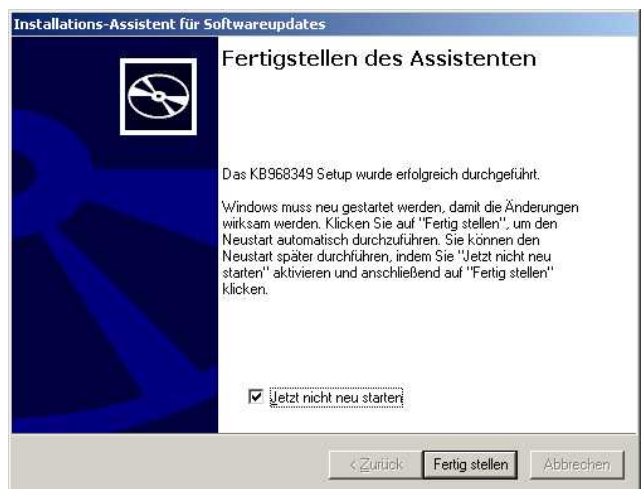 Installations-Assistent für Softwareupdates
Fertigstellen des Assistenten
Das KB968349 Setup wurde erfolgreich durchgeführt.
Windows muss neu gestartet werden, damit die Änderungen
wirksam werden. Klicken Sie auf "Fertig stellen", um den
Neustart automatisch durchzuführen. Sie können den
Neustart später durchführen, indem Sie "Jetzt nicht neu
starten" aktivieren und anschließend auf "Fertig stellen"
klicken.
Jetzt nicht neu starten
< Zurück Fertig stellen Abbrechen